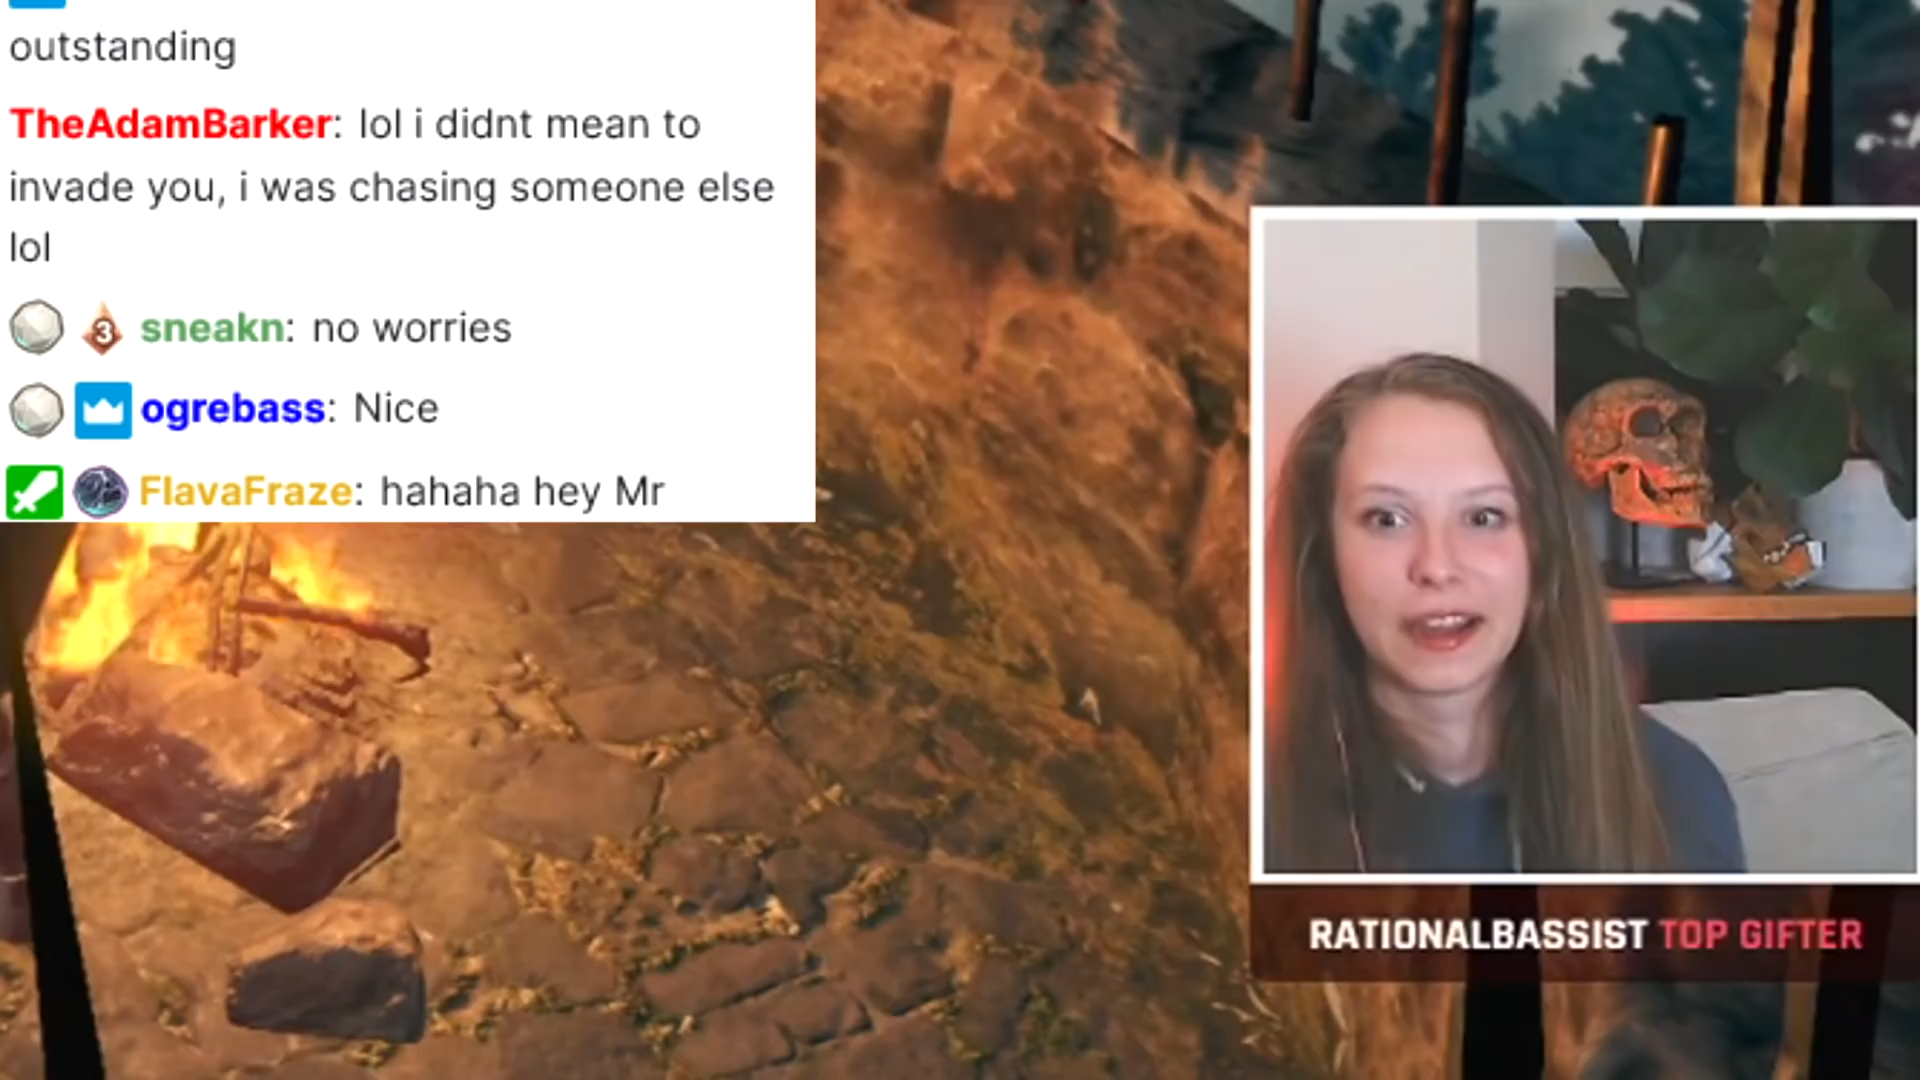 outstanding
TheAdamBarker: lol i didnt mean to
invade you, i was chasing someone else
lol
3 sneakn: no worries
ogrebass: Nice
FlavaFraze: hahaha hey Mr
RATIONALBASSIST TOP GIFTER